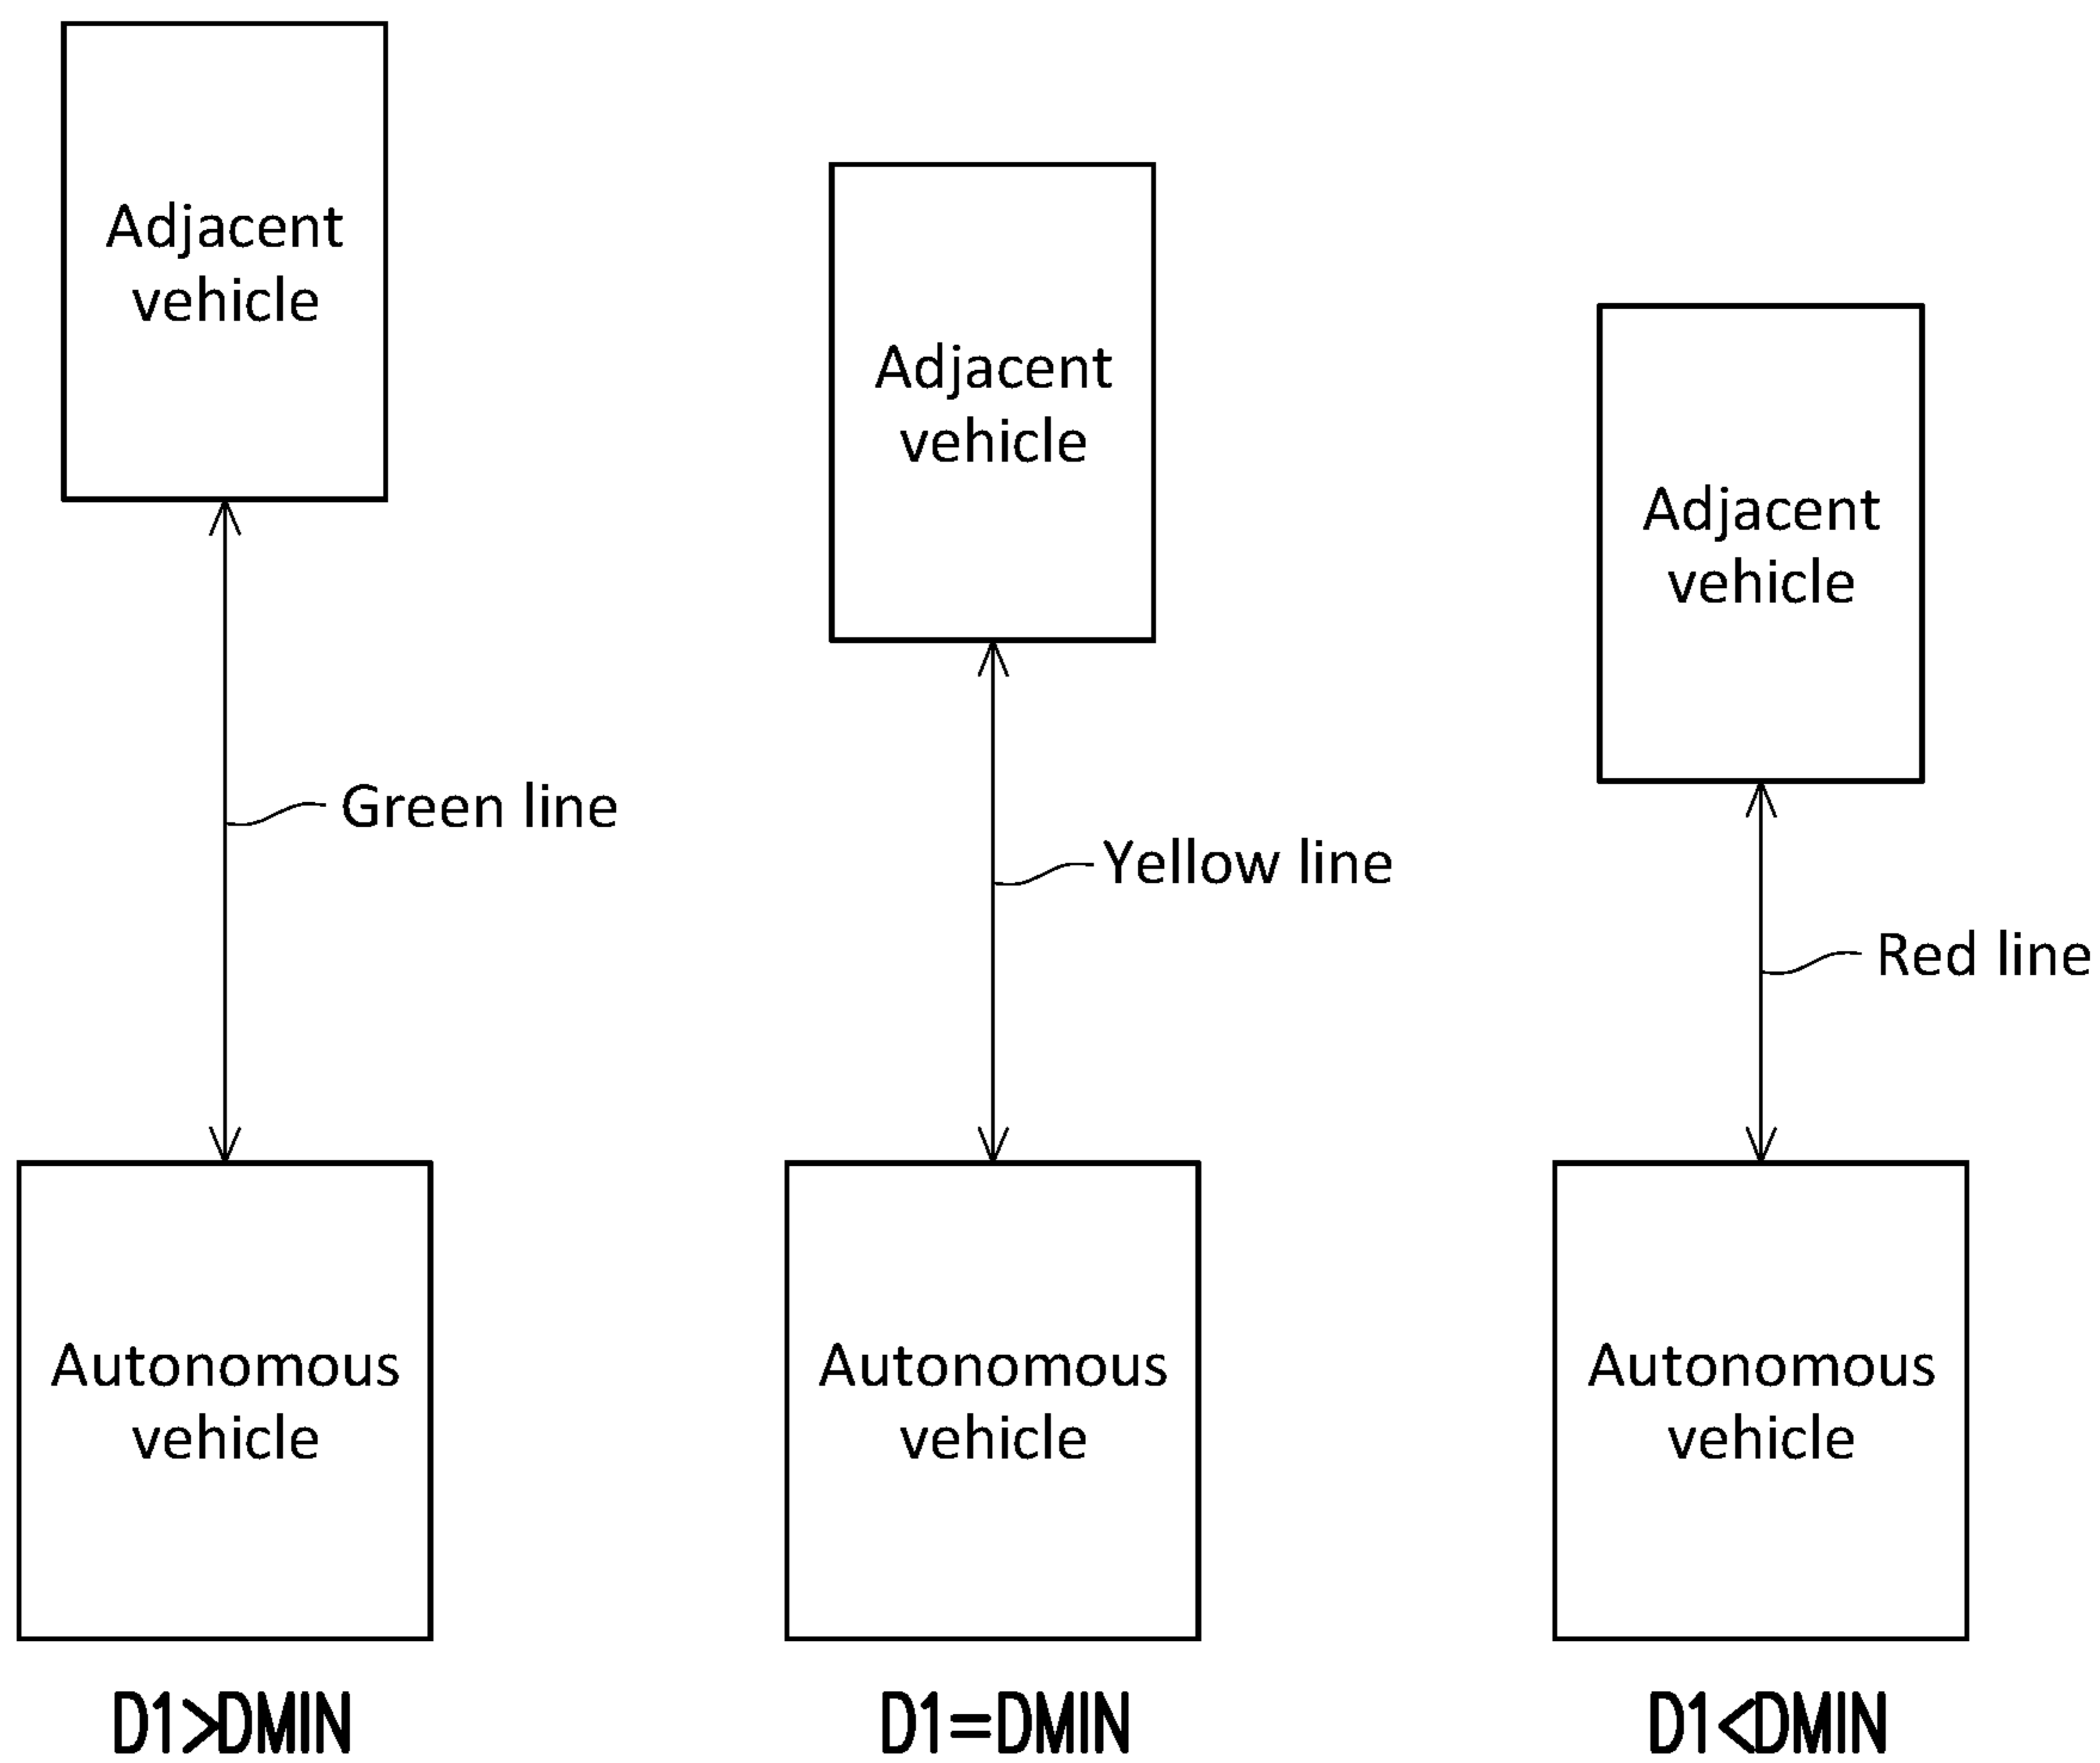 Adjacent
vehicle
Green line
Autonomous
vehicle
D1>DMIN
Adjacent
vehicle
Yellow line
Autonomous
vehicle
D1=DMIN
Adjacent
vehicle
Red line
Autonomous
vehicle
D1<DMIN